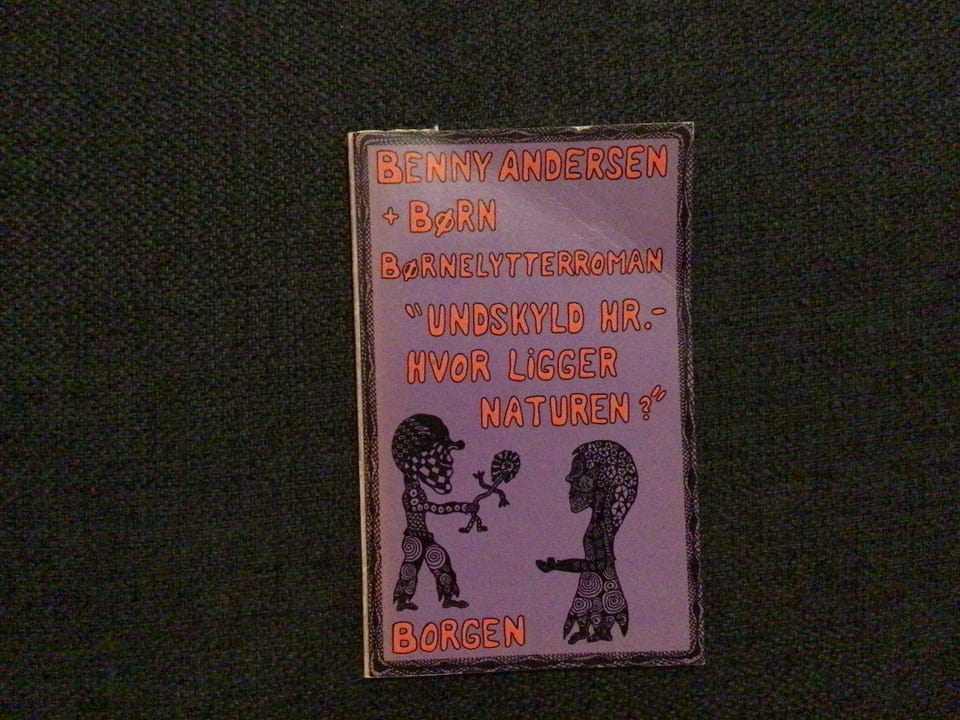 BENNY ANDERSEN
+ BØRN
BØRNELYTTERROMAN
"UNDSKYLD HR.-
HVOR LiGGER
NATUREN?"
BORGEN